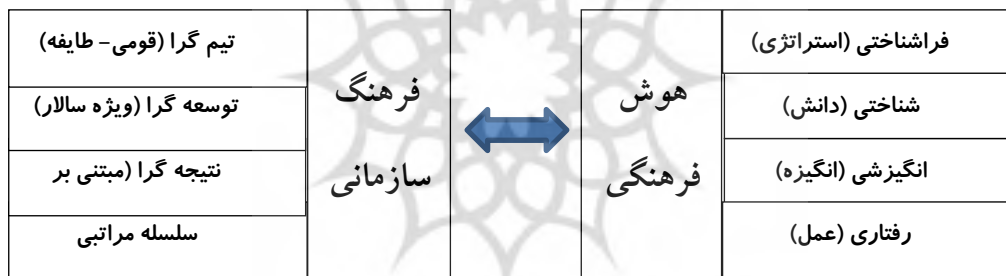 فراشناختی (استراتژی)
شناختی (دانش)
انگیزشی (انگیزه)
رفتاری (عمل)
هوش
فرهنگی
فرهنگ
سازمانی
تیم گرا (قومی- طایفه)
توسعه گرا (ویژه سالار)
نتیجه گرا (مبتنی بر
سلسله مراتبی